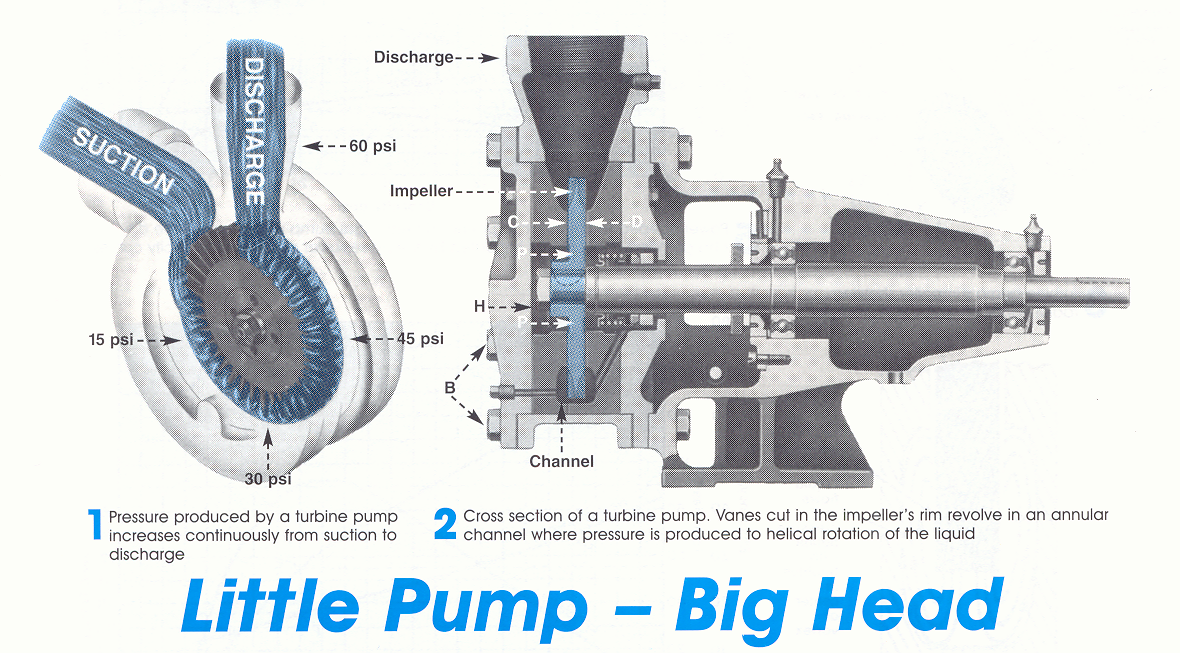 SUCTION
DISCHARGE
60 psi
15 psi
45 psi
30 psi
Discharge
Impeller
C
D
P
H
P
B
Channel
1 Pressure produced by a turbine pump
increases continuously from suction to
discharge
2 Cross section of a turbine pump. Vanes cut in the impeller's rim revolve in an annular
channel where pressure is produced to helical rotation of the liquid
Little Pump – Big Head